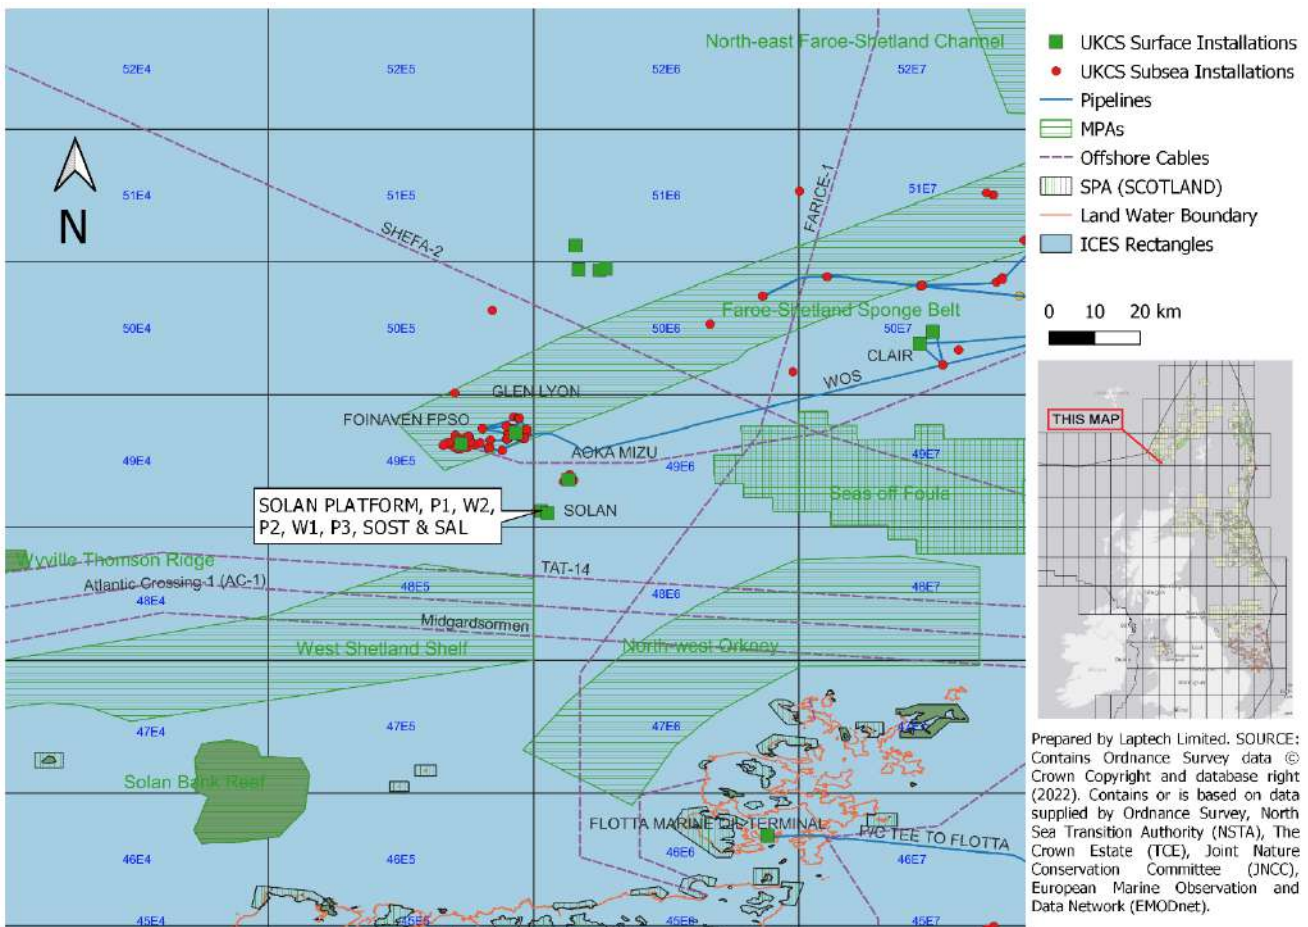 North-east Faroe-Shetland Channel
52E4
52E5
52E6
52E7
N
51E4
51E5
51E6
51E7
SHEFA-2
FARICE-1
50E4
50E5
50E6
50E7
Faroe-Shetland Sponge Belt
CLAIR
WOS
GLEN LYON
FOINAVEN FPSO
AOKA MIZU
49E4
49E5
49E6
49E7
Seas off Foula
SOLAN PLATFORM, P1, W2,
P2, W1, P3, SOST & SAL
SOLAN
Wyville Thomson Ridge
TAT-14
Atlantic Crossing-1 (AC-1)
48E4
48E5
48E6
48E7
Midgardsormen
West Shetland Shelf
North-west Orkney
47E4
47E5
47E6
Solan Bank Reef
FLOTTA MARINE OIL TERMINAL
P/C TEE TO FLOTTA
46E4
46E5
46E6
46E7
45E4
45E5
45E6
45E7
UKCS Surface Installations
UKCS Subsea Installations
Pipelines
MPAs
Offshore Cables
SPA (SCOTLAND)
Land Water Boundary
ICES Rectangles
0 10 20 km
THIS MAP
Prepared by Laptech Limited. SOURCE:
Contains Ordnance Survey data ©
Crown Copyright and database right
(2022). Contains or is based on data
supplied by Ordnance Survey, North
Sea Transition Authority (NSTA), The
Crown Estate (TCE), Joint Nature
Conservation Committee (JNCC),
European Marine Observation and
Data Network (EMODnet).